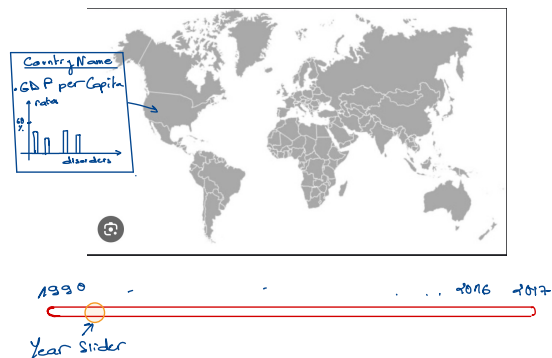 Country Name
. GDP per Capita
rate
60
%
disorders
1990 - - . . .. 2016 2017
Year Slider